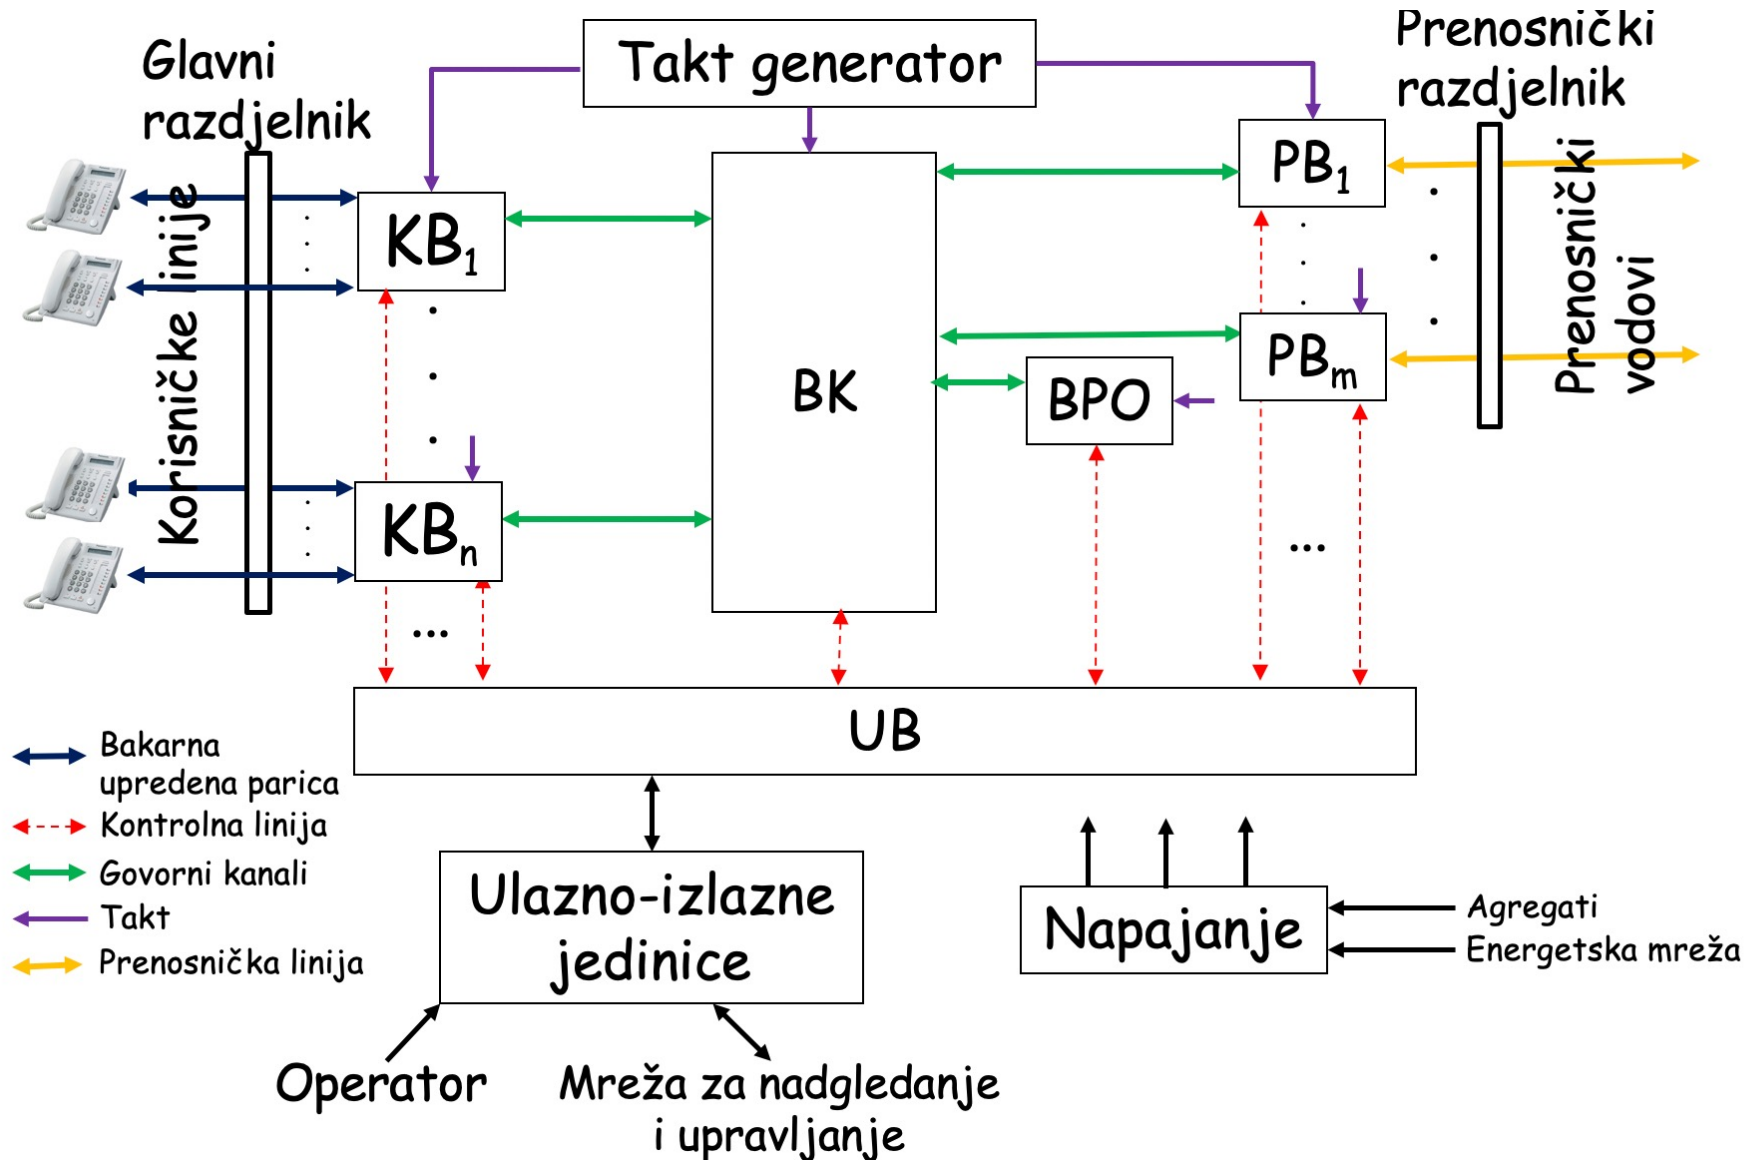 Glavni
razdjelnik
Takt generator
Prenosnički
razdjelnik
Korisničke linije
KB1
KBn
BK
BPO
PB1
PBm
Prenosnički
vodovi
UB
Bakarna
upredena parica
Kontrolna linija
Govorni kanali
Takt
Prenosnička linija
Ulazno-izlazne
jedinice
Napajanje
Agregati
Energetska mreža
Operator
Mreža za nadgledanje
i upravljanje